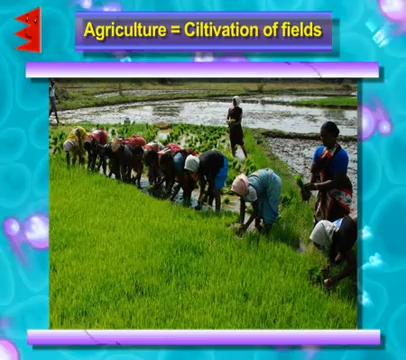 Agriculture = Ciltivation of fields